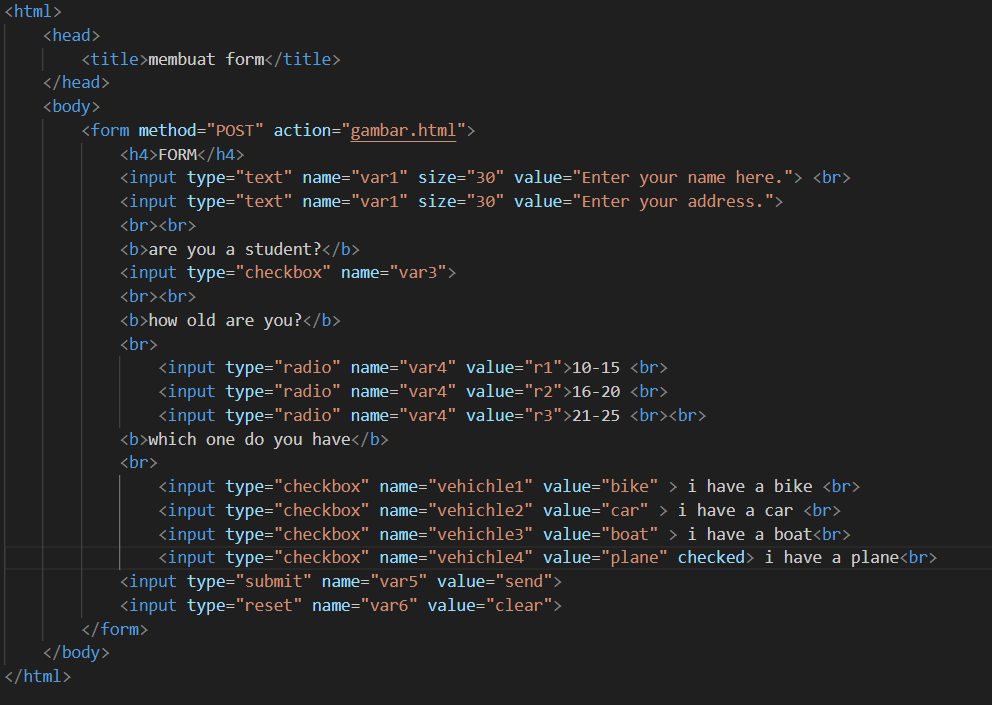 <html>
<head>
<title>membuat form</title>
</head>
<body>
<form method="POST" action="gambar.html">
<h4>FORM</h4>
<input type="text" name="var1" size="30" value="Enter your name here."> <br>
<input type="text" name="var1" size="30" value="Enter your address.">
<br><br>
<b>are you a student?</b>
<input type="checkbox" name="var3">
<br><br>
<b>how old are you?</b>
<br>
<input type="radio" name="var4" value="r1">10-15 <br>
<input type="radio" name="var4" value="r2">16-20 <br>
<input type="radio" name="var4" value="r3">21-25 <br><br>
<b>which one do you have</b>
<br>
<input type="checkbox" name="vehichle1" value="bike" > i have a bike <br>
<input type="checkbox" name="vehichle2" value="car" > i have a car <br>
<input type="checkbox" name="vehichle3" value="boat" > i have a boat<br>
<input type="checkbox" name="vehichle4" value="plane" checked> i have a plane<br>
<input type="submit" name="var5" value="send">
<input type="reset" name="var6" value="clear">
</form>
</body>
</html>